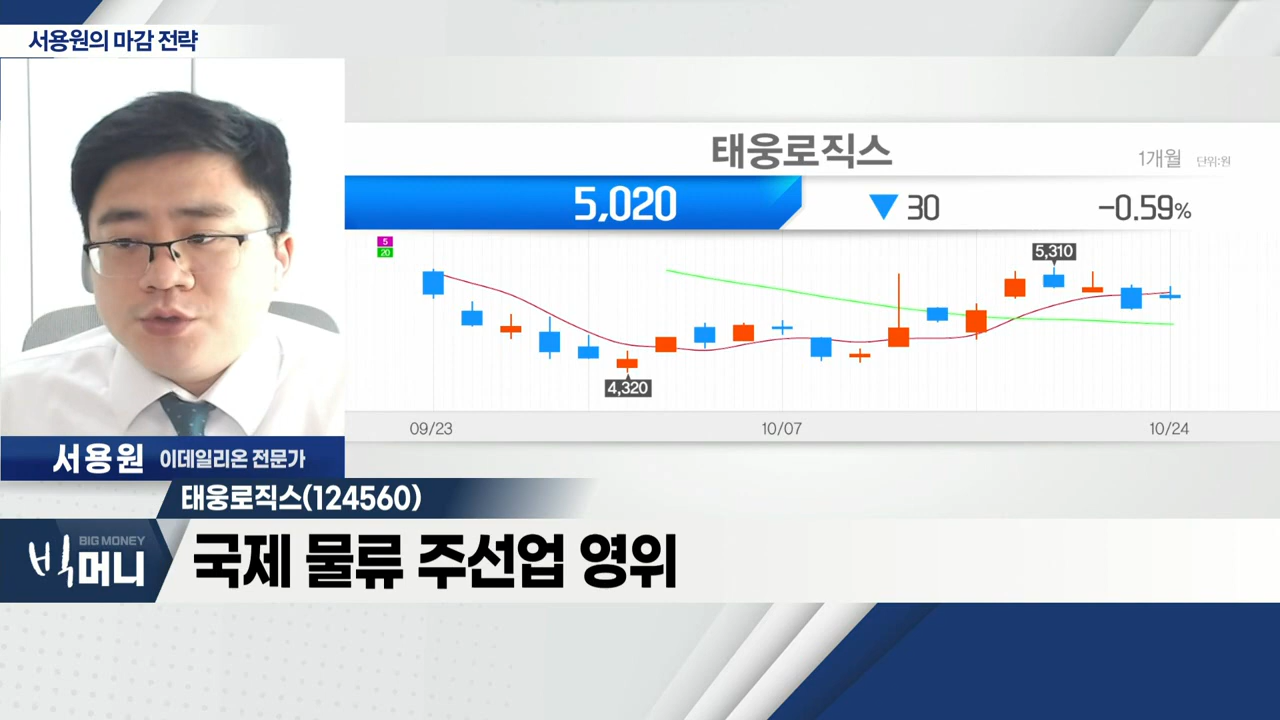 서용원의 마감 전략
태웅로직스
1개월 단위:원
5,020 ▼ 30 -0.59%
5
20
5,310
4,320
09/23 10/07 10/24
서용원 이데일리온 전문가
태웅로직스(124560)
BIG MONEY
빅머니
국제 물류 주선업 영위